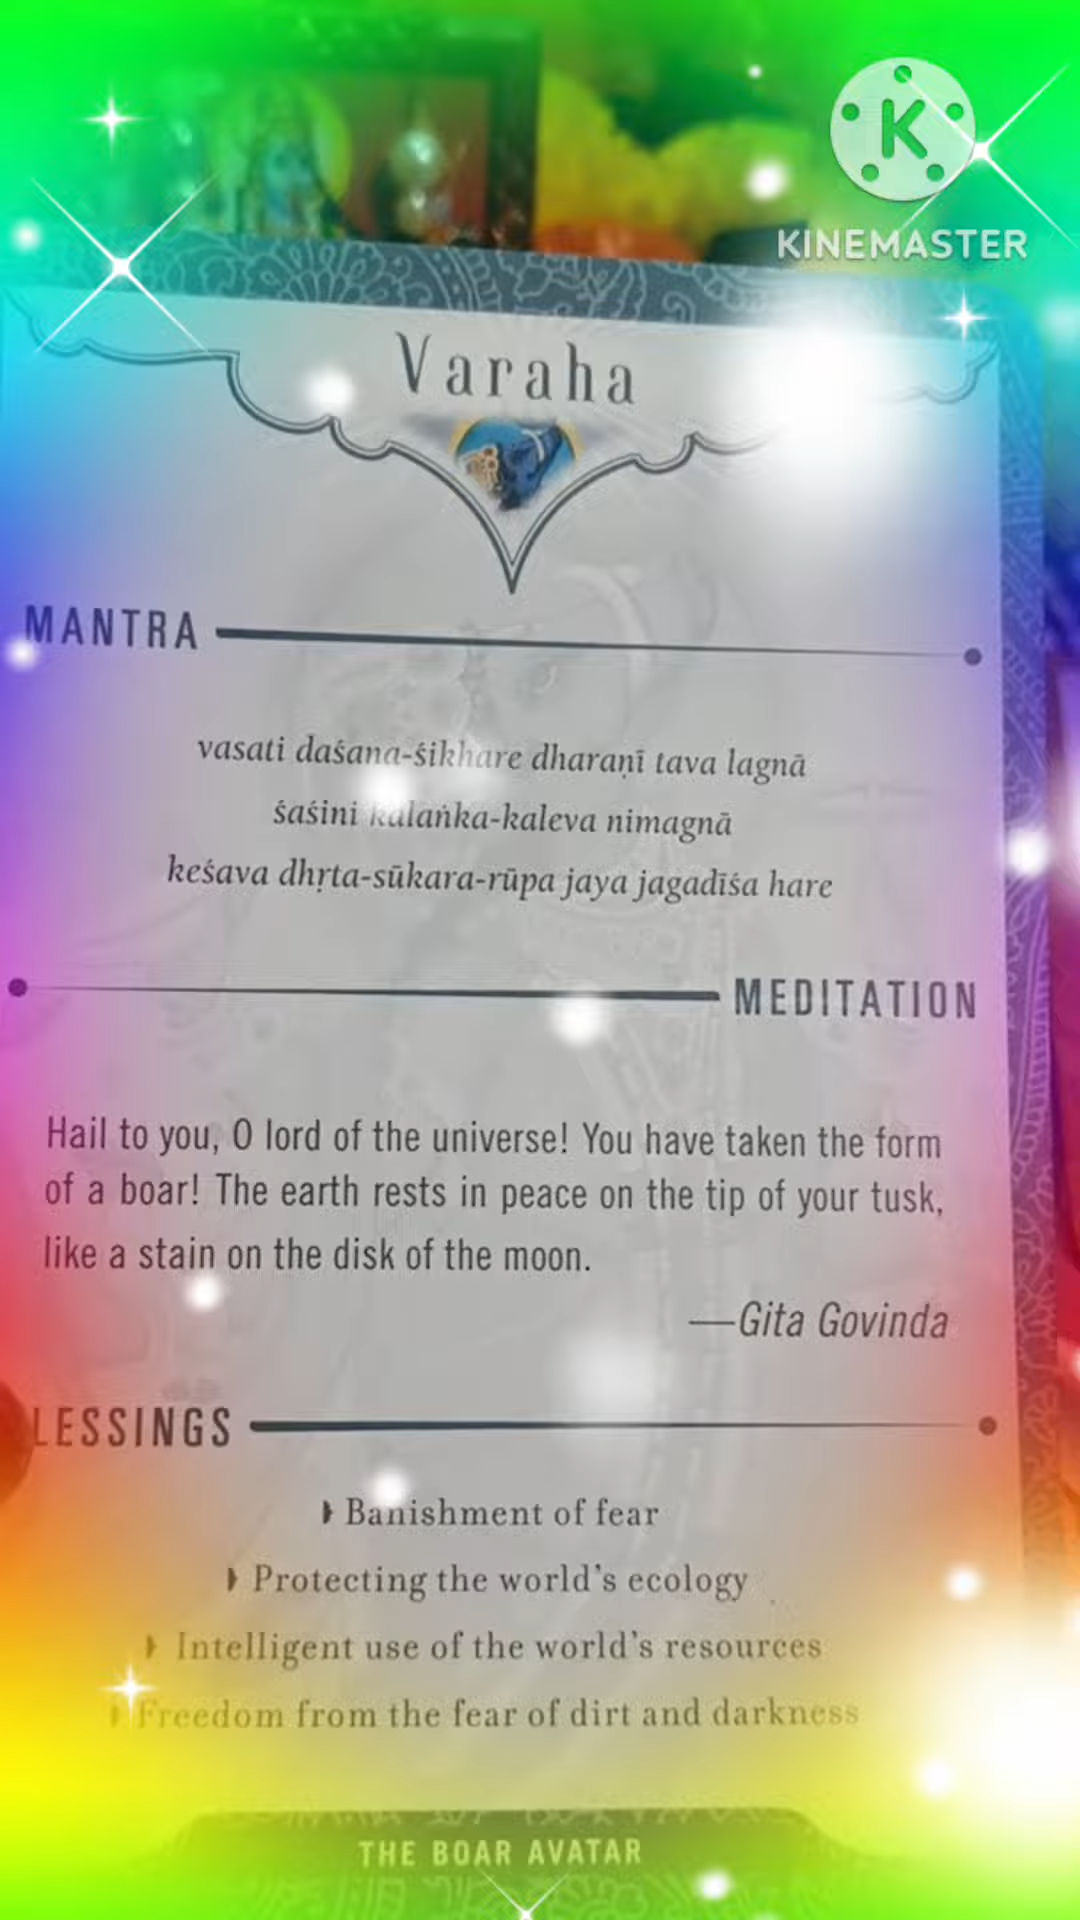 K
KINEMASTER
Varaha
MANTRA
vasati daśana-śikhare dharaṇī tava lagnā
śaśini kalaṅka-kaleva nimagnā
keśava dhṛta-sūkara-rūpa jaya jagadīśa hare
MEDITATION
Hail to you, O lord of the universe! You have taken the form
of a boar! The earth rests in peace on the tip of your tusk,
like a stain on the disk of the moon.
—Gita Govinda
LESSINGS
Banishment of fear
Protecting the world's ecology
Intelligent use of the world's resources
Freedom from the fear of dirt and darkness
THE BOAR AVATAR